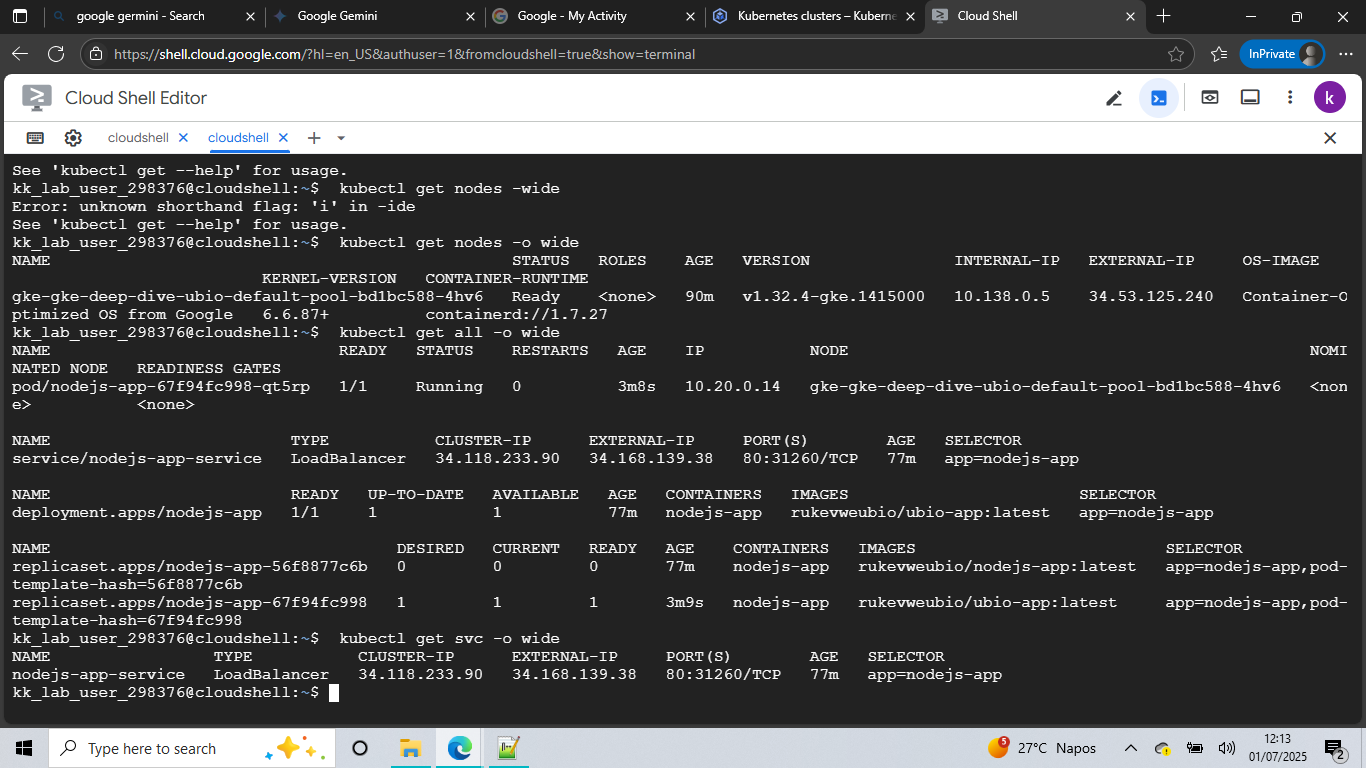 google germini - Search
Google Gemini
Google - My Activity
Kubernetes clusters – Kuberne
Cloud Shell
https://shell.cloud.google.com/?hl=en_US&authuser=1&fromcloudshell=true&show=terminal
InPrivate
Cloud Shell Editor
k
cloudshell
cloudshell
See 'kubectl get --help' for usage.
kk_lab_user_298376@cloudshell:~$  kubectl get nodes -wide
Error: unknown shorthand flag: 'i' in -ide
See 'kubectl get --help' for usage.
kk_lab_user_298376@cloudshell:~$  kubectl get nodes -o wide
NAME                                                STATUS   ROLES    AGE   VERSION               INTERNAL-IP   EXTERNAL-IP     OS-IMAGE
                          KERNEL-VERSION   CONTAINER-RUNTIME
gke-gke-deep-dive-ubio-default-pool-bd1bc588-4hv6   Ready    <none>   90m   v1.32.4-gke.1415000   10.138.0.5    34.53.125.240   Container-O
ptimized OS from Google   6.6.87+          containerd://1.7.27
kk_lab_user_298376@cloudshell:~$  kubectl get all -o wide
NAME                              READY   STATUS    RESTARTS   AGE    IP           NODE                                                NOMI
NATED NODE   READINESS GATES
pod/nodejs-app-67f94fc998-qt5rp   1/1     Running   0          3m8s   10.20.0.14   gke-gke-deep-dive-ubio-default-pool-bd1bc588-4hv6   <non
e>           <none>
NAME                         TYPE           CLUSTER-IP      EXTERNAL-IP     PORT(S)        AGE   SELECTOR
service/nodejs-app-service   LoadBalancer   34.118.233.90   34.168.139.38   80:31260/TCP   77m   app=nodejs-app
NAME                         READY   UP-TO-DATE   AVAILABLE   AGE   CONTAINERS   IMAGES                        SELECTOR
deployment.apps/nodejs-app   1/1     1            1           77m   nodejs-app   rukevweubio/ubio-app:latest   app=nodejs-app
NAME                                    DESIRED   CURRENT   READY   AGE    CONTAINERS   IMAGES                          SELECTOR
replicaset.apps/nodejs-app-56f8877c6b   0         0         0       77m    nodejs-app   rukevweubio/nodejs-app:latest   app=nodejs-app,pod-
template-hash=56f8877c6b
replicaset.apps/nodejs-app-67f94fc998   1         1         1       3m9s   nodejs-app   rukevweubio/ubio-app:latest     app=nodejs-app,pod-
template-hash=67f94fc998
kk_lab_user_298376@cloudshell:~$  kubectl get svc -o wide
NAME                 TYPE           CLUSTER-IP      EXTERNAL-IP     PORT(S)        AGE   SELECTOR
nodejs-app-service   LoadBalancer   34.118.233.90   34.168.139.38   80:31260/TCP   77m   app=nodejs-app
kk_lab_user_298376@cloudshell:~$
Type here to search
5
27°C Napos
12:13
01/07/2025
2